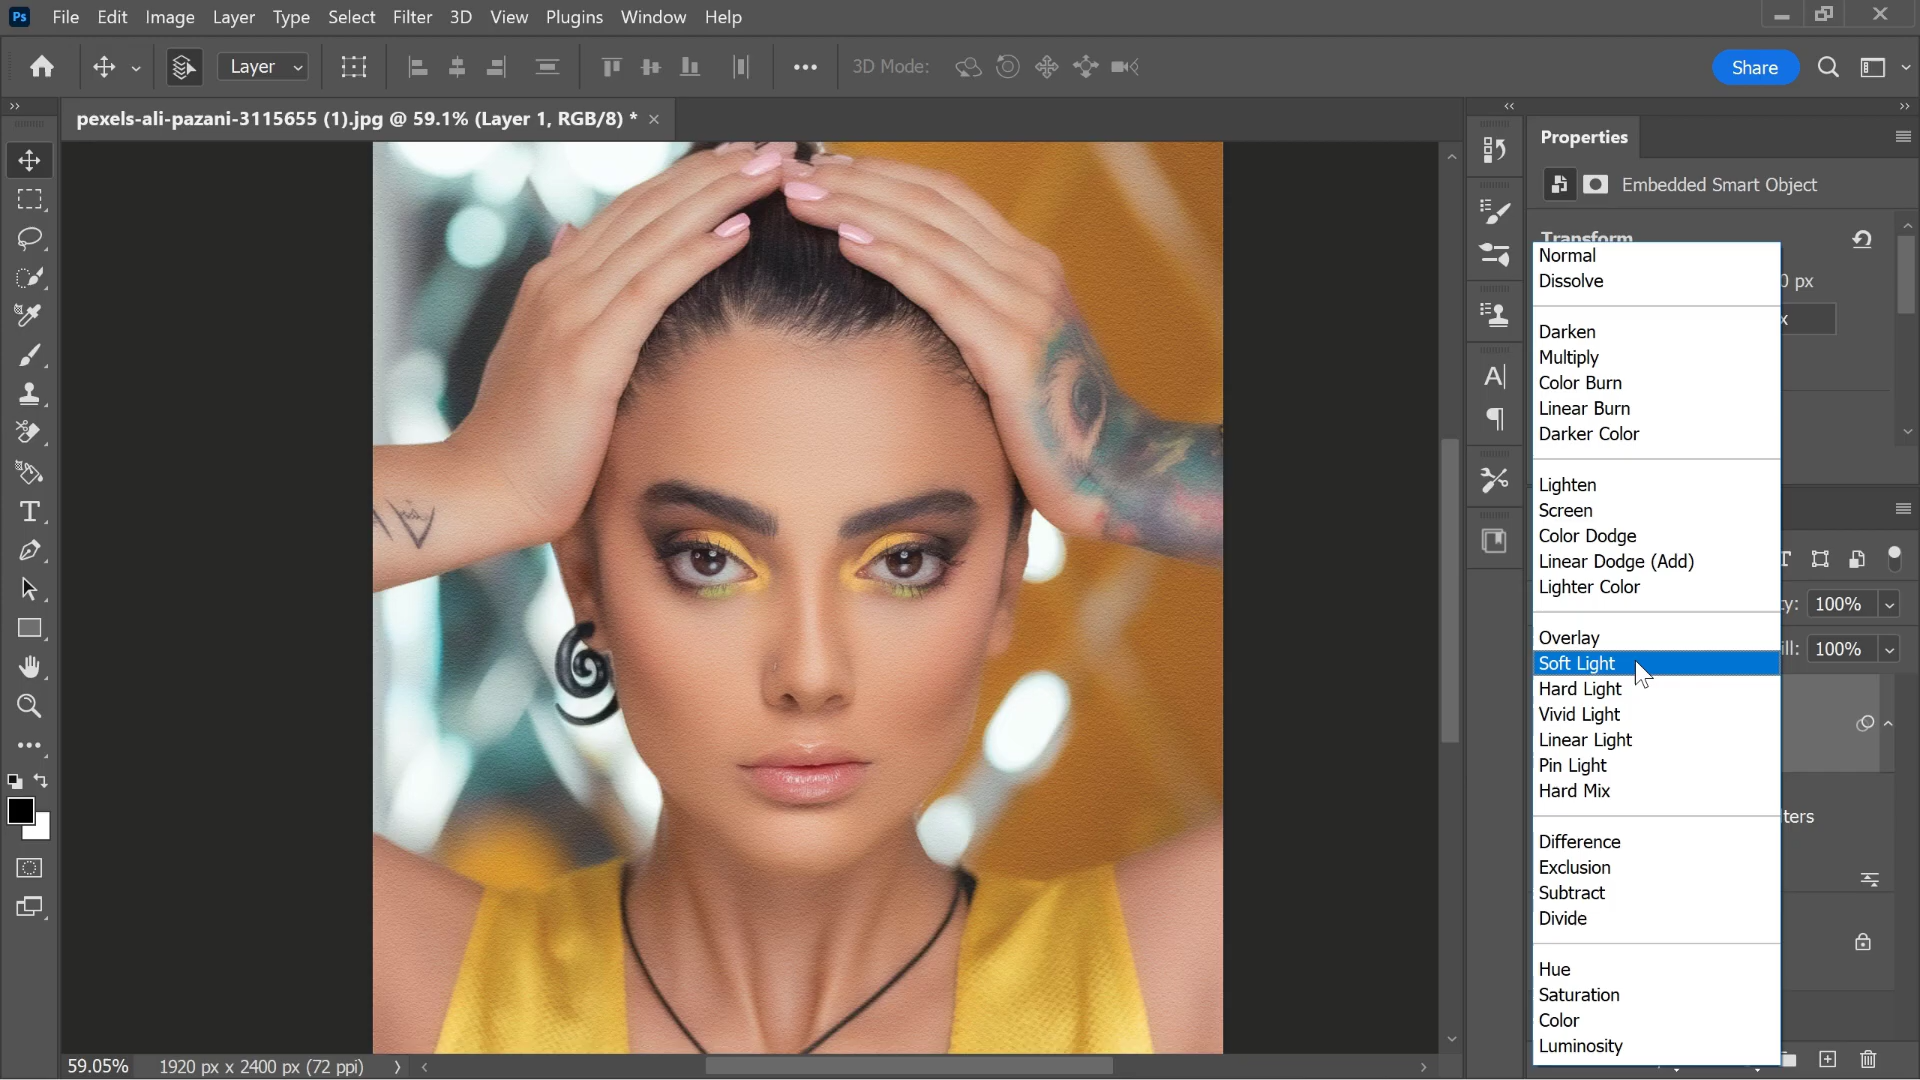 Ps File Edit Image Layer Type Select Filter 3D View Plugins Window Help
Layer 3D Mode: Share
pexels-ali-pazani-3115655 (1).jpg @ 59.1% (Layer 1, RGB/8) *
Properties
Embedded Smart Object
Transform
0 px
x
Normal
Dissolve
Darken
Multiply
Color Burn
Linear Burn
Darker Color
Lighten
Screen
Color Dodge
Linear Dodge (Add)
Lighter Color
ty: 100%
Overlay
ill: 100%
Soft Light
Hard Light
Vivid Light
Linear Light
Pin Light
Hard Mix
lters
Difference
Exclusion
Subtract
Divide
Hue
Saturation
Color
Luminosity
59.05% 1920 px x 2400 px (72 ppi)